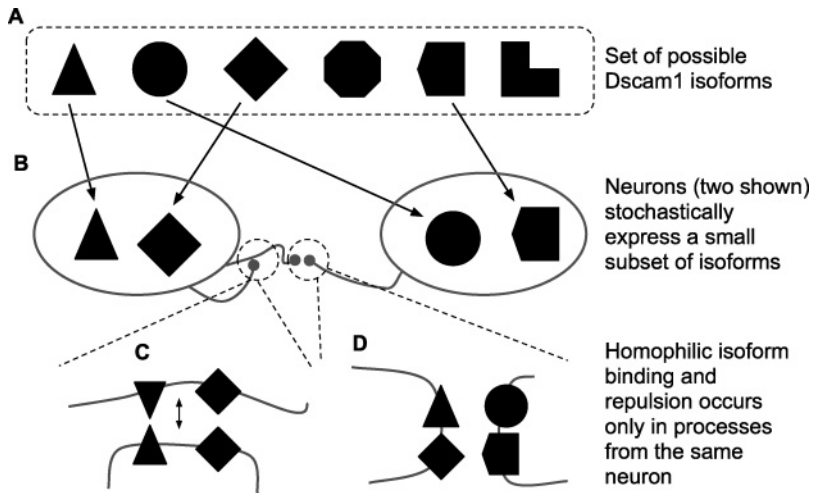 A
Set of possible
Dscam1 isoforms
B
Neurons (two shown)
stochastically
express a small
subset of isoforms
C
D
Homophilic isoform
binding and
repulsion occurs
only in processes
from the same
neuron